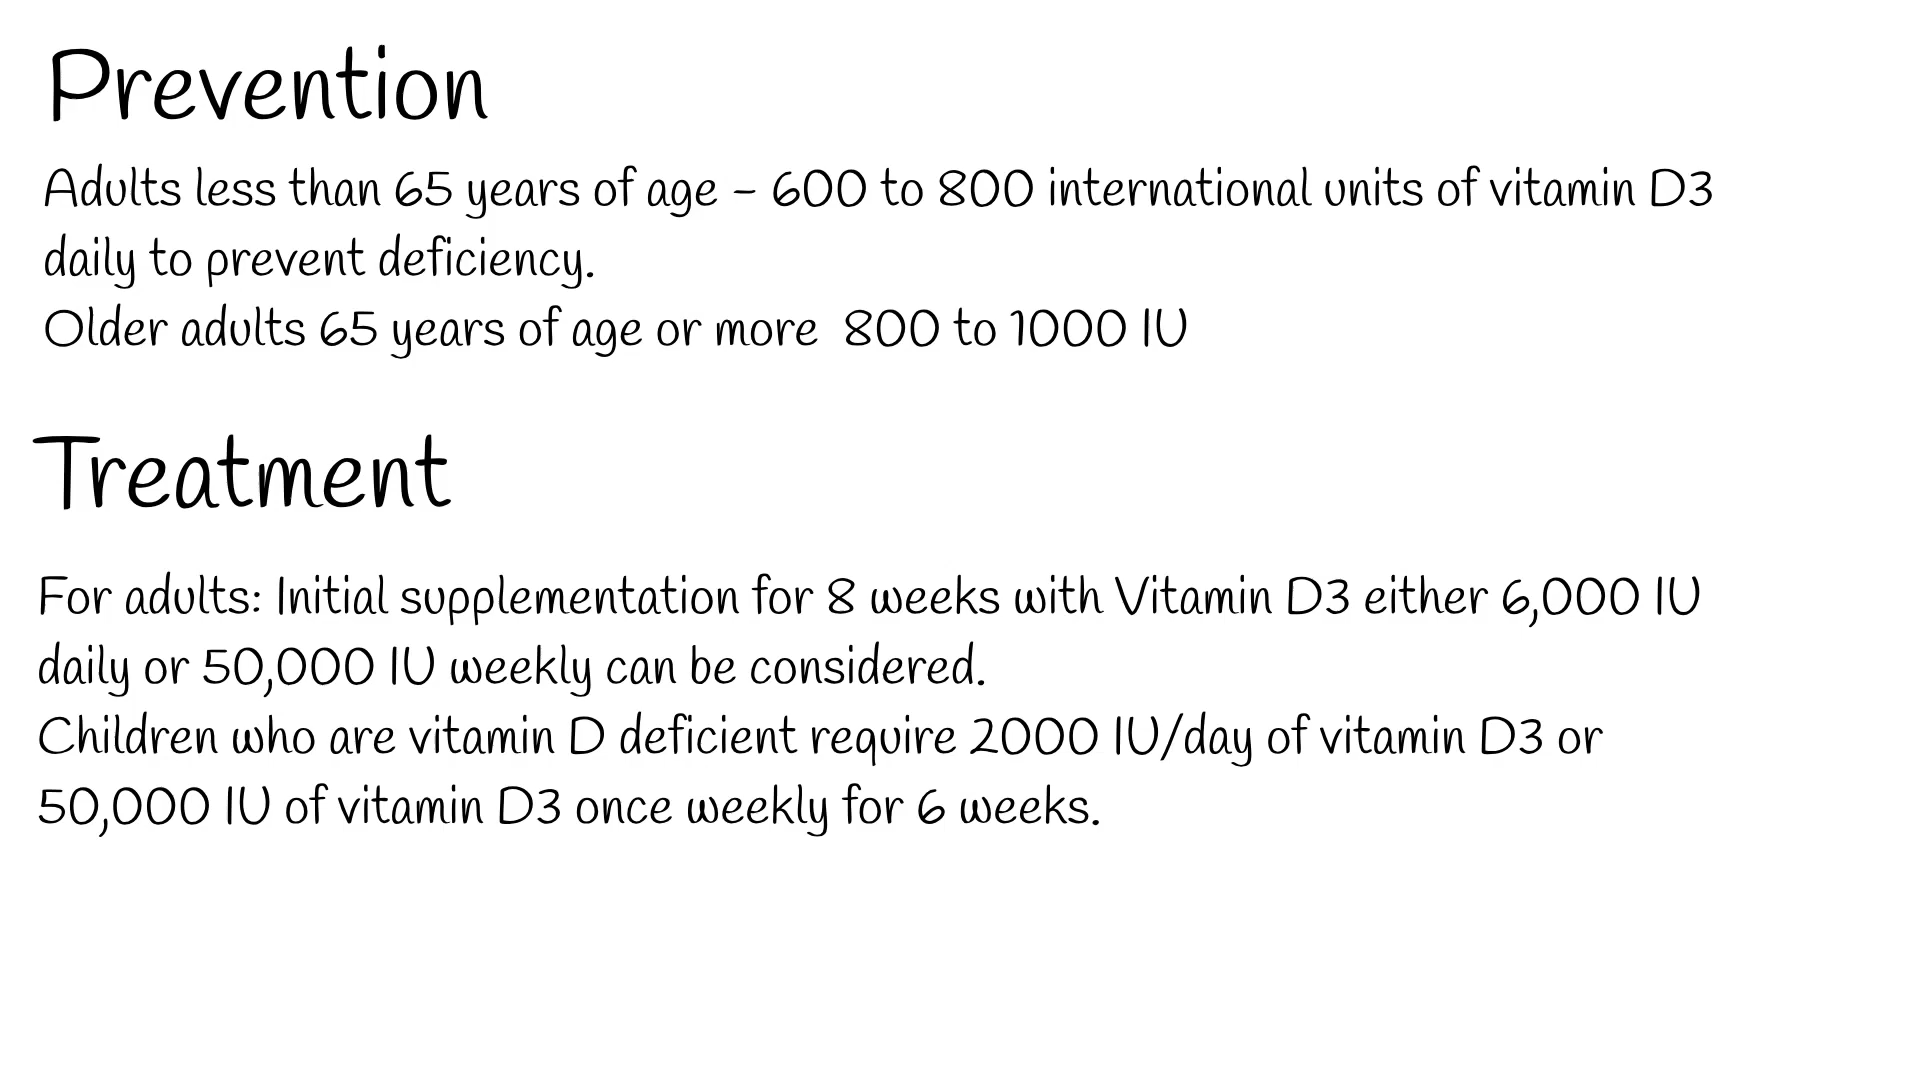 Prevention
Adults less than 65 years of age - 600 to 800 international units of vitamin D3
daily to prevent deficiency.
Older adults 65 years of age or more  800 to 1000 IU
Treatment
For adults: Initial supplementation for 8 weeks with Vitamin D3 either 6,000 IU
daily or 50,000 IU weekly can be considered.
Children who are vitamin D deficient require 2000 IU/day of vitamin D3 or
50,000 IU of vitamin D3 once weekly for 6 weeks.